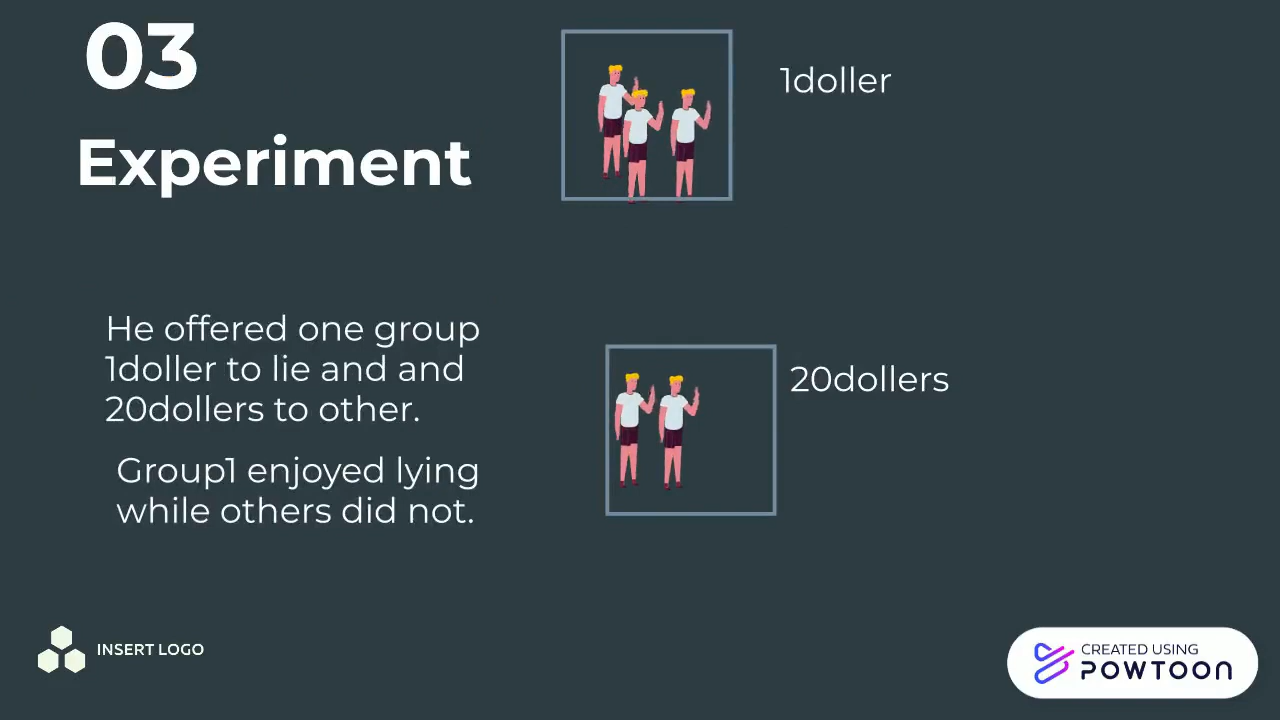 03
Experiment
1doller
He offered one group
1doller to lie and and
20dollers to other.
Group1 enjoyed lying
while others did not.
20dollers
INSERT LOGO
CREATED USING
POWTOON